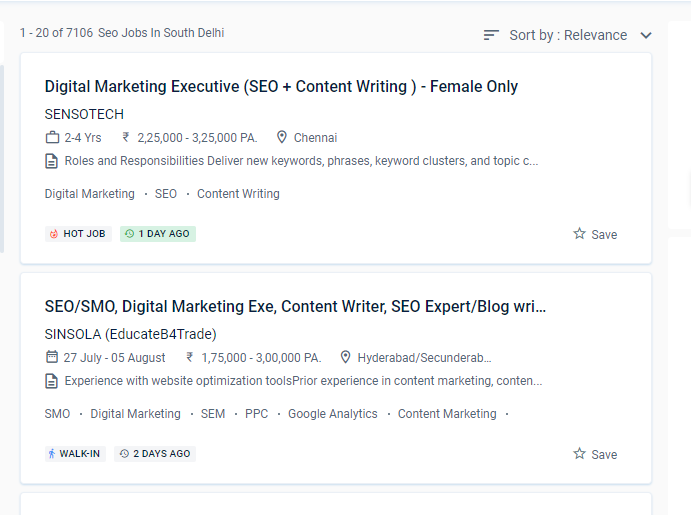 1 - 20 of 7106 Seo Jobs In South Delhi
Sort by : Relevance
Digital Marketing Executive (SEO + Content Writing ) - Female Only
SENSOTECH
2-4 Yrs ₹ 2,25,000 - 3,25,000 PA. Chennai
Roles and Responsibilities Deliver new keywords, phrases, keyword clusters, and topic c...
Digital Marketing · SEO · Content Writing
HOT JOB 1 DAY AGO Save
SEO/SMO, Digital Marketing Exe, Content Writer, SEO Expert/Blog wri...
SINSOLA (EducateB4Trade)
27 July - 05 August ₹ 1,75,000 - 3,00,000 PA. Hyderabad/Secunderab...
Experience with website optimization toolsPrior experience in content marketing, conten...
SMO · Digital Marketing · SEM · PPC · Google Analytics · Content Marketing ·
WALK-IN 2 DAYS AGO Save